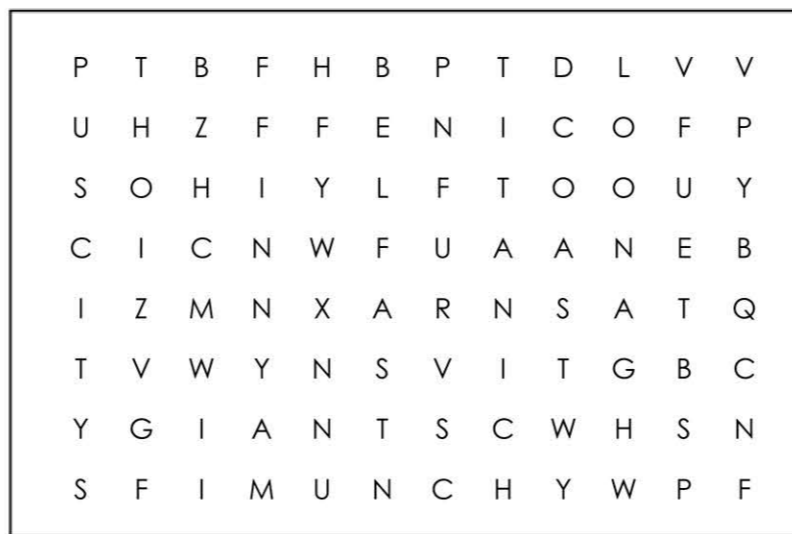 P T B F H B P T D L V V
U H Z F F E N I C O F P
S O H I Y L F T O O U Y
C I C N W F U A A N E B
I Z M N X A R N S A T Q
T V W Y N S V I T G B C
Y G I A N T S C W H S N
S F I M U N C H Y W P F